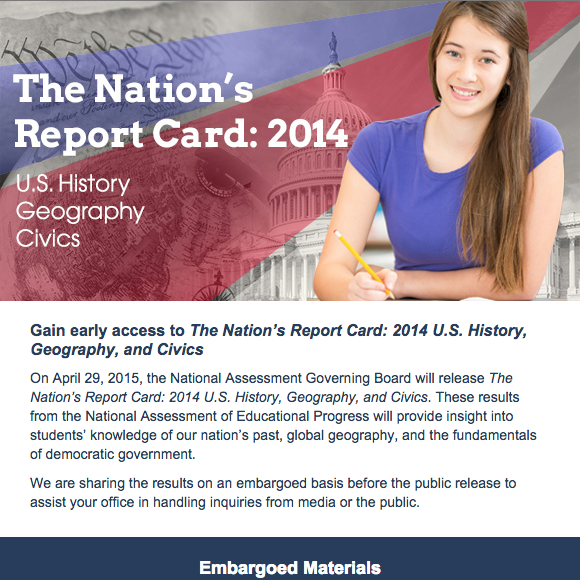 We the People
The Nation's
Report Card: 2014
U.S. History
Geography
Civics
Gain early access to The Nation's Report Card: 2014 U.S. History,
Geography, and Civics
On April 29, 2015, the National Assessment Governing Board will release The
Nation's Report Card: 2014 U.S. History, Geography, and Civics. These results
from the National Assessment of Educational Progress will provide insight into
students' knowledge of our nation's past, global geography, and the fundamentals
of democratic government.
We are sharing the results on an embargoed basis before the public release to
assist your office in handling inquiries from media or the public.
Embargoed Materials